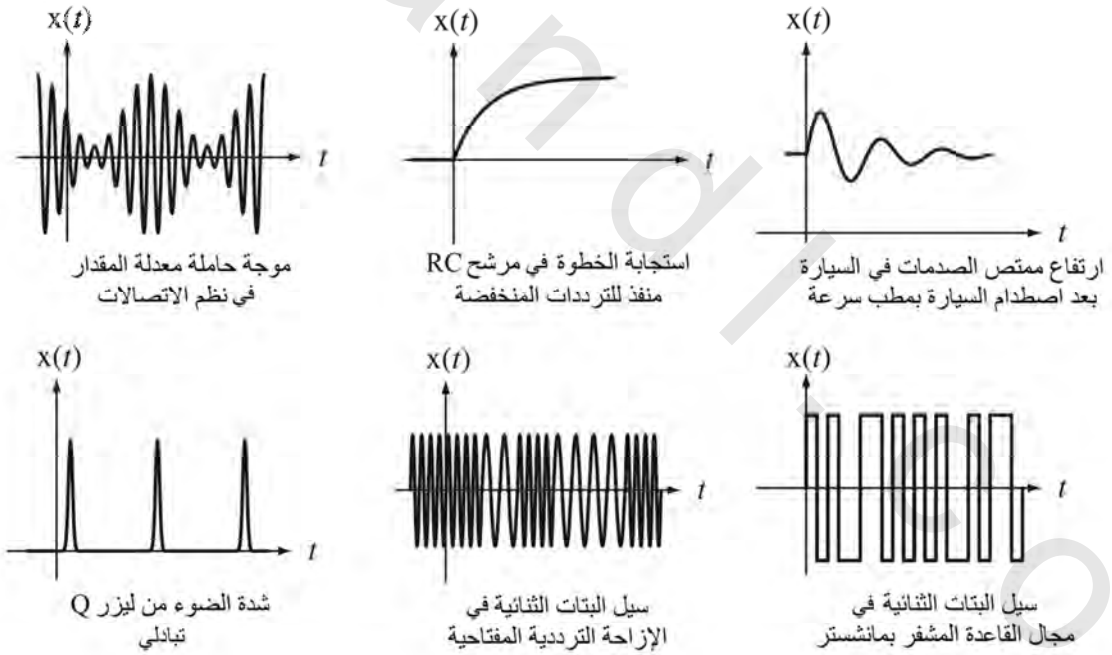 x(t)
t
ارتفاع ممتص الصدمات في السيارة
بعد اصطدام السيارة بمطب سرعة
x(t)
t
استجابة الخطوة في مرشح RC
منفذ للترددات المنخفضة
x(t)
t
موجة حاملة معدلة المقدار
في نظم الاتصالات
x(t)
t
سيل البتات الثنائية في
مجال القاعدة المشفر بمانشستر
x(t)
t
سيل البتات الثنائية في
الإزاحة الترددية المفتاحية
x(t)
t
شدة الضوء من ليزر Q
تبادلي